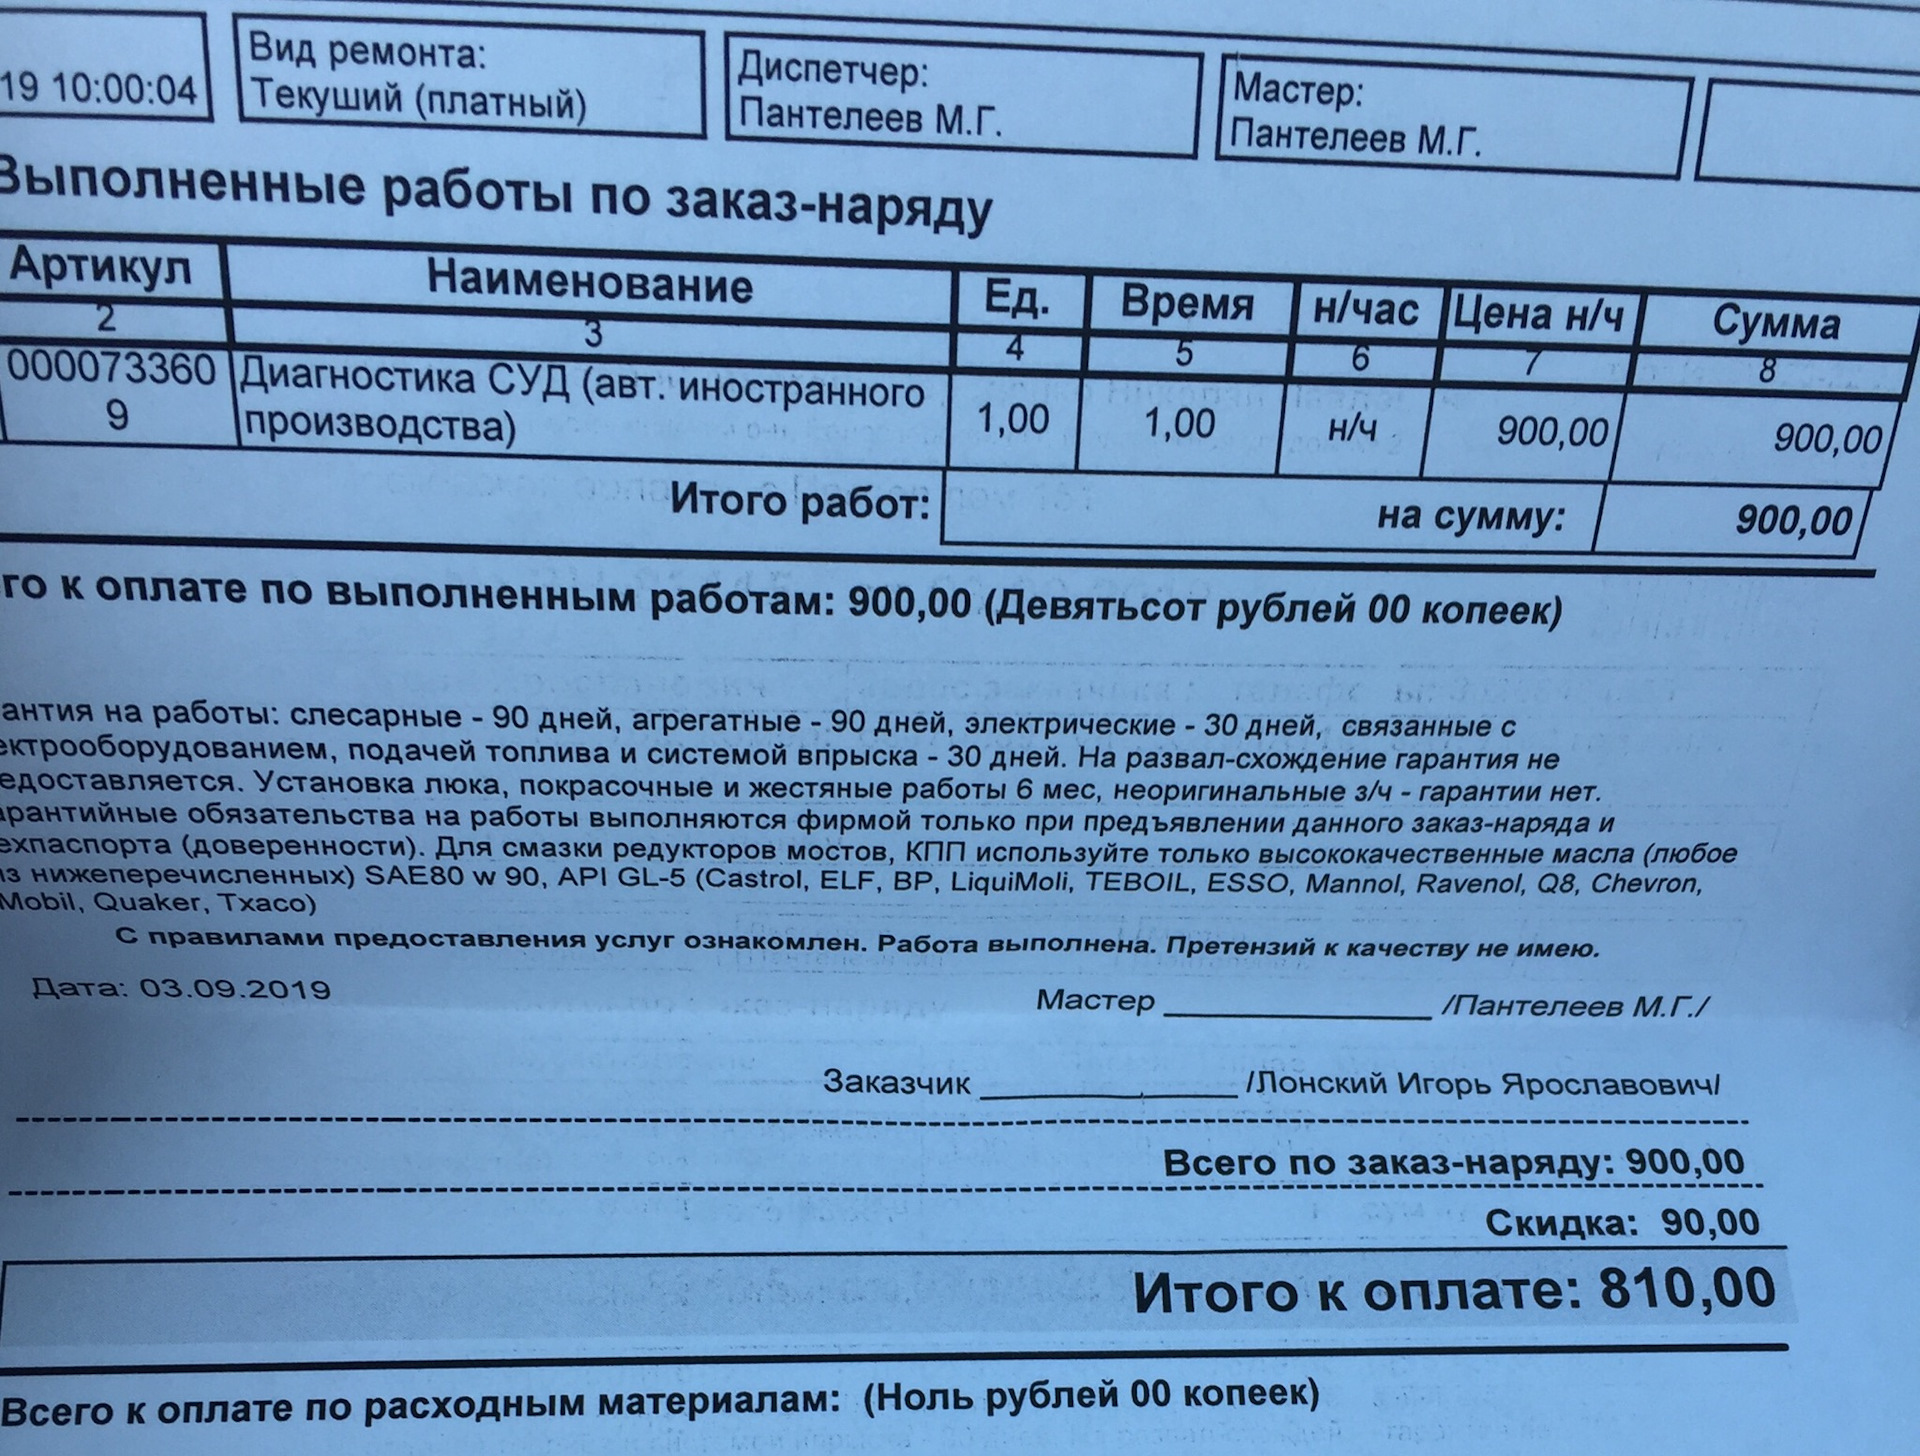 19 10:00:04
Вид ремонта:
Текуший (платный)
Диспетчер:
Пантелеев М.Г.
Мастер:
Пантелеев М.Г.
Выполненные работы по заказ-наряду
Артикул Наименование Ед. Время н/час Цена н/ч Сумма
2 3 4 5 6 7 8
000073360 Диагностика СУД (авт. иностранного 1,00 1,00 н/ч 900,00 900,00
9 производства)
Итого работ: на сумму: 900,00
го к оплате по выполненным работам: 900,00 (Девятьсот рублей 00 копеек)
антия на работы: слесарные - 90 дней, агрегатные - 90 дней, электрические - 30 дней, связанные с
ектрооборудованием, подачей топлива и системой впрыска - 30 дней. На развал-схождение гарантия не
едоставляется. Установка люка, покрасочные и жестяные работы 6 мес, неоригинальные з/ч - гарантии нет.
арантийные обязательства на работы выполняются фирмой только при предъявлении данного заказ-наряда и
ехпаспорта (доверенности). Для смазки редукторов мостов, КПП используйте только высококачественные масла (любое
из нижеперечисленных) SAE80 w 90, API GL-5 (Castrol, ELF, BP, LiquiMoli, TEBOIL, ESSO, Mannol, Ravenol, Q8, Chevron,
Mobil, Quaker, Txaco)
С правилами предоставления услуг ознакомлен. Работа выполнена. Претензий к качеству не имею.
Дата: 03.09.2019 Мастер /Пантелеев М.Г./
Заказчик /Лонский Игорь Ярославович/
Всего по заказ-наряду: 900,00
Скидка: 90,00
Итого к оплате: 810,00
Всего к оплате по расходным материалам: (Ноль рублей 00 копеек)